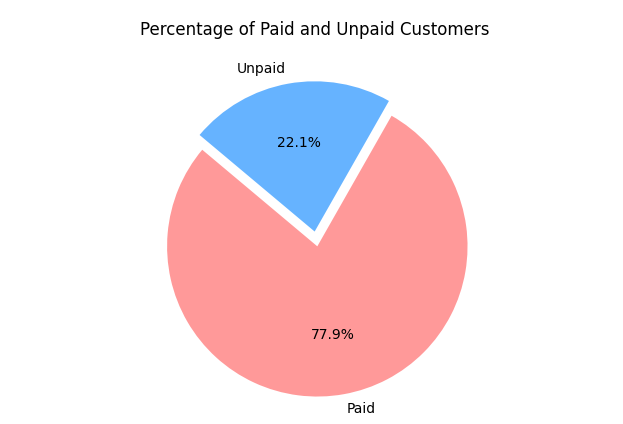 Percentage of Paid and Unpaid Customers
Unpaid
22.1%
77.9%
Paid